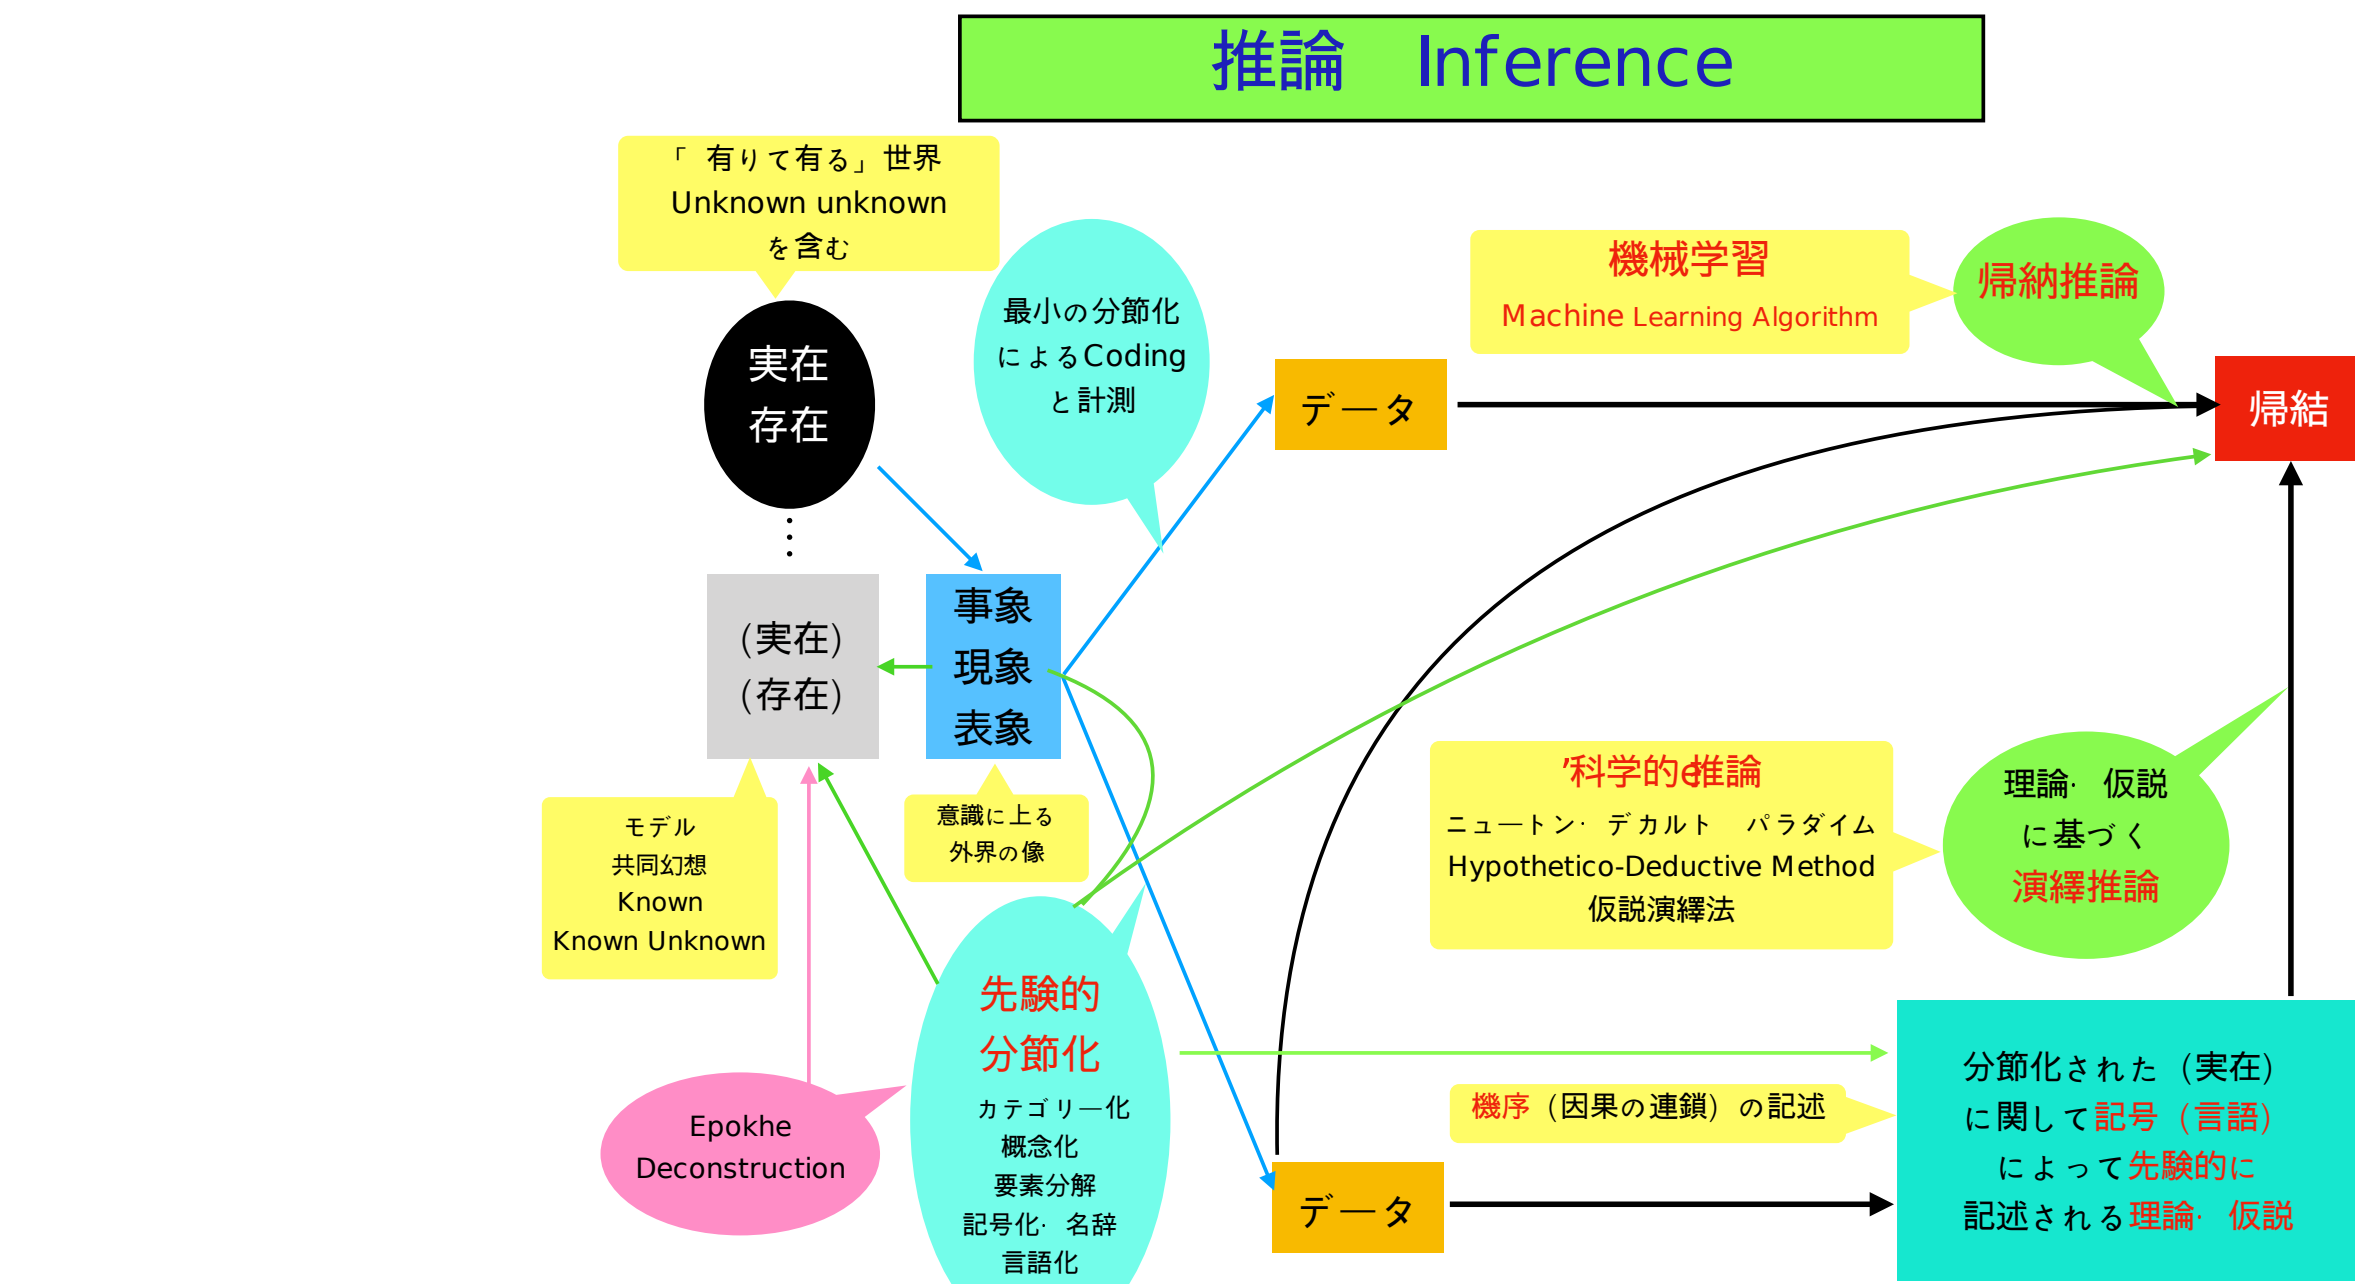 推論　Inference
「 有りて有る」世界
Unknown unknown
を含む
実在
存在
最小の分節化
によるCoding
と計測
機械学習
Machine Learning Algorithm
帰納推論
データ
帰結
(実在)
(存在)
事象
現象
表象
モデル
共同幻想
Known
Known Unknown
意識に上る
外界の像
科学的推論
ニュートン· デカルト　パラダイム
Hypothetico-Deductive Method
仮説演繹法
理論· 仮説
に基づく
演繹推論
先験的
分節化
カテゴリー化
概念化
要素分解
記号化· 名辞
言語化
Epokhe
Deconstruction
機序 (因果の連鎖) の記述
データ
分節化された (実在)
に関して記号 (言語)
によって先験的に
記述される理論· 仮説